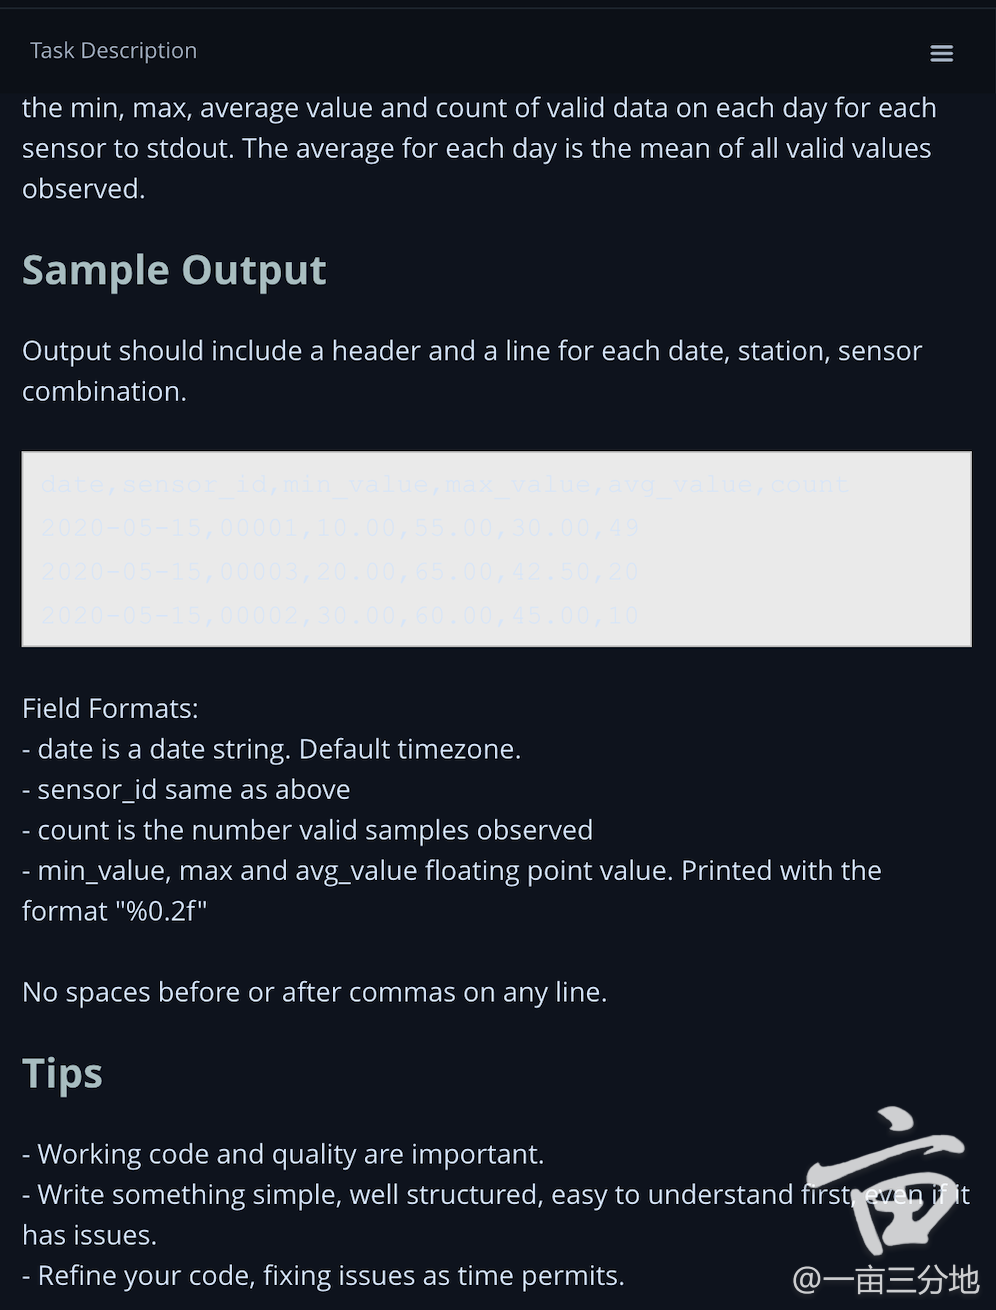 Task Description
the min, max, average value and count of valid data on each day for each
sensor to stdout. The average for each day is the mean of all valid values
observed.
Sample Output
Output should include a header and a line for each date, station, sensor
combination.
date,sensor_id,min_value,max_value,avg_value,count
2020-05-15,00001,10.00,55.00,30.00,49
2020-05-15,00003,20.00,65.00,42.50,20
2020-05-15,00002,30.00,60.00,45.00,10
Field Formats:
- date is a date string. Default timezone.
- sensor_id same as above
- count is the number valid samples observed
- min_value, max and avg_value floating point value. Printed with the
format "%0.2f"
No spaces before or after commas on any line.
Tips
- Working code and quality are important.
- Write something simple, well structured, easy to understand first, even if it
has issues.
- Refine your code, fixing issues as time permits.
亩
@一亩三分地